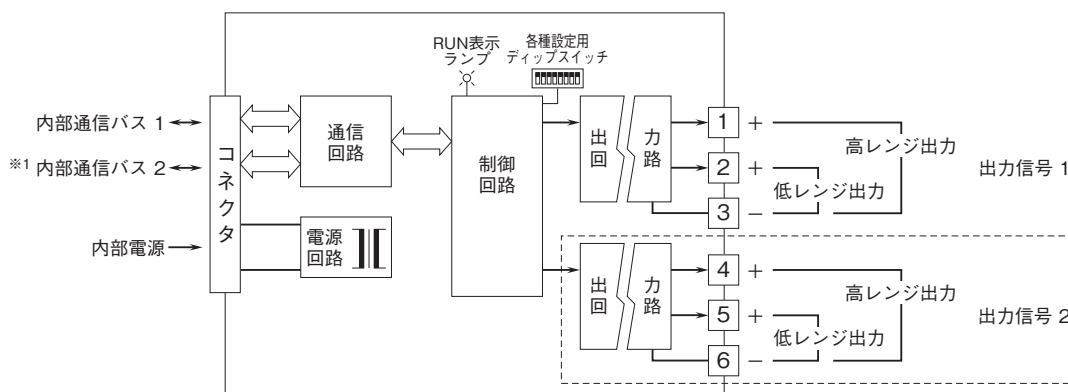 RUN表示
ランプ
各種設定用
ディップスイッチ
内部通信バス 1
※1 内部通信バス 2
内部電源
コネクタ
通信
回路
電源
回路
制御
回路
出力
回路
1 +
2 +
3 −
高レンジ出力
低レンジ出力
出力信号 1
出力
回路
4 +
5 +
6 −
高レンジ出力
低レンジ出力
出力信号 2